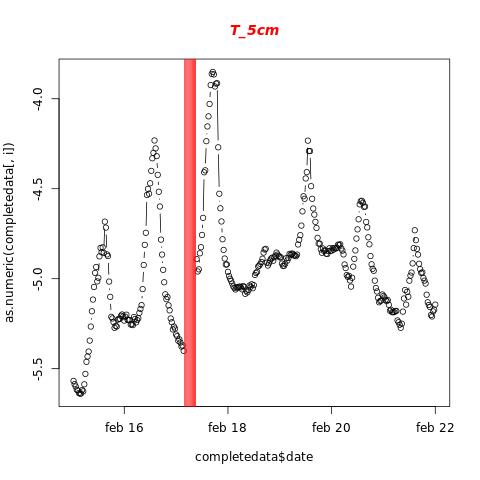 T_5cm
as.numeric(completedata[, i])
-4.0
-4.5
-5.0
-5.5
feb 16
feb 18
feb 20
feb 22
completedata$date